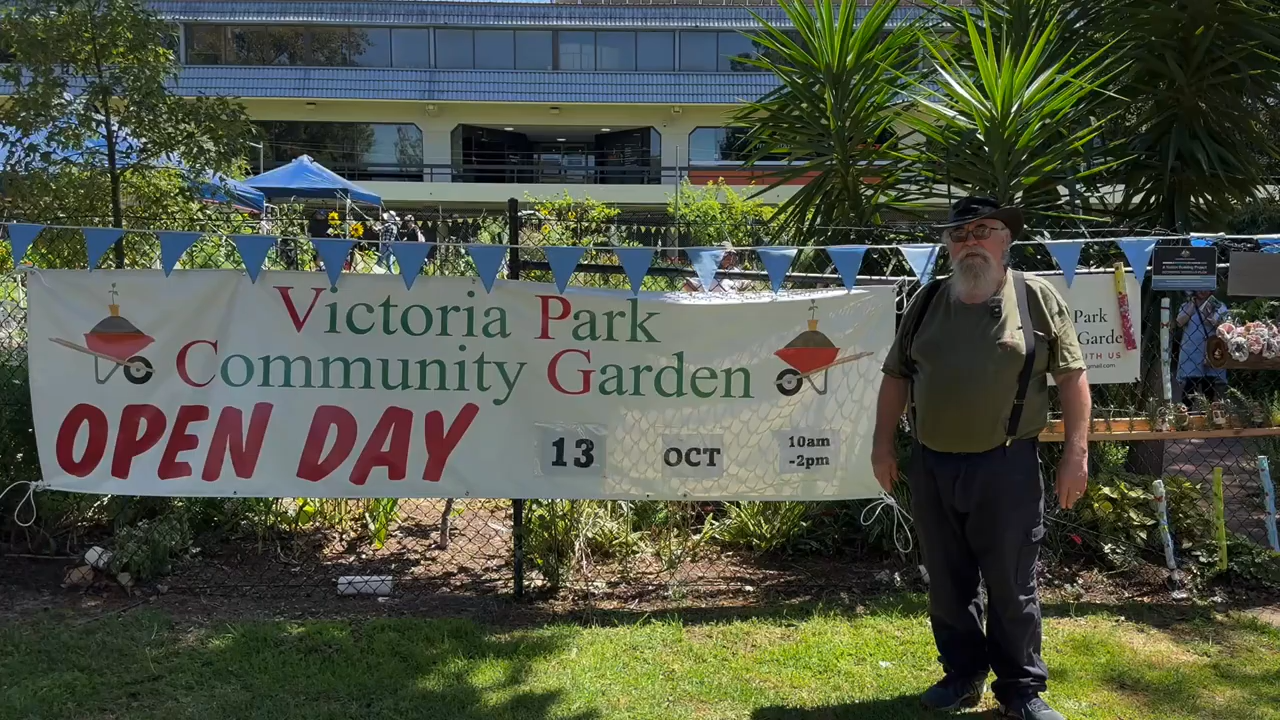 Victoria Park
Community Garden
OPEN DAY
13
OCT
10am
-2pm
Park
Garde
ITH US